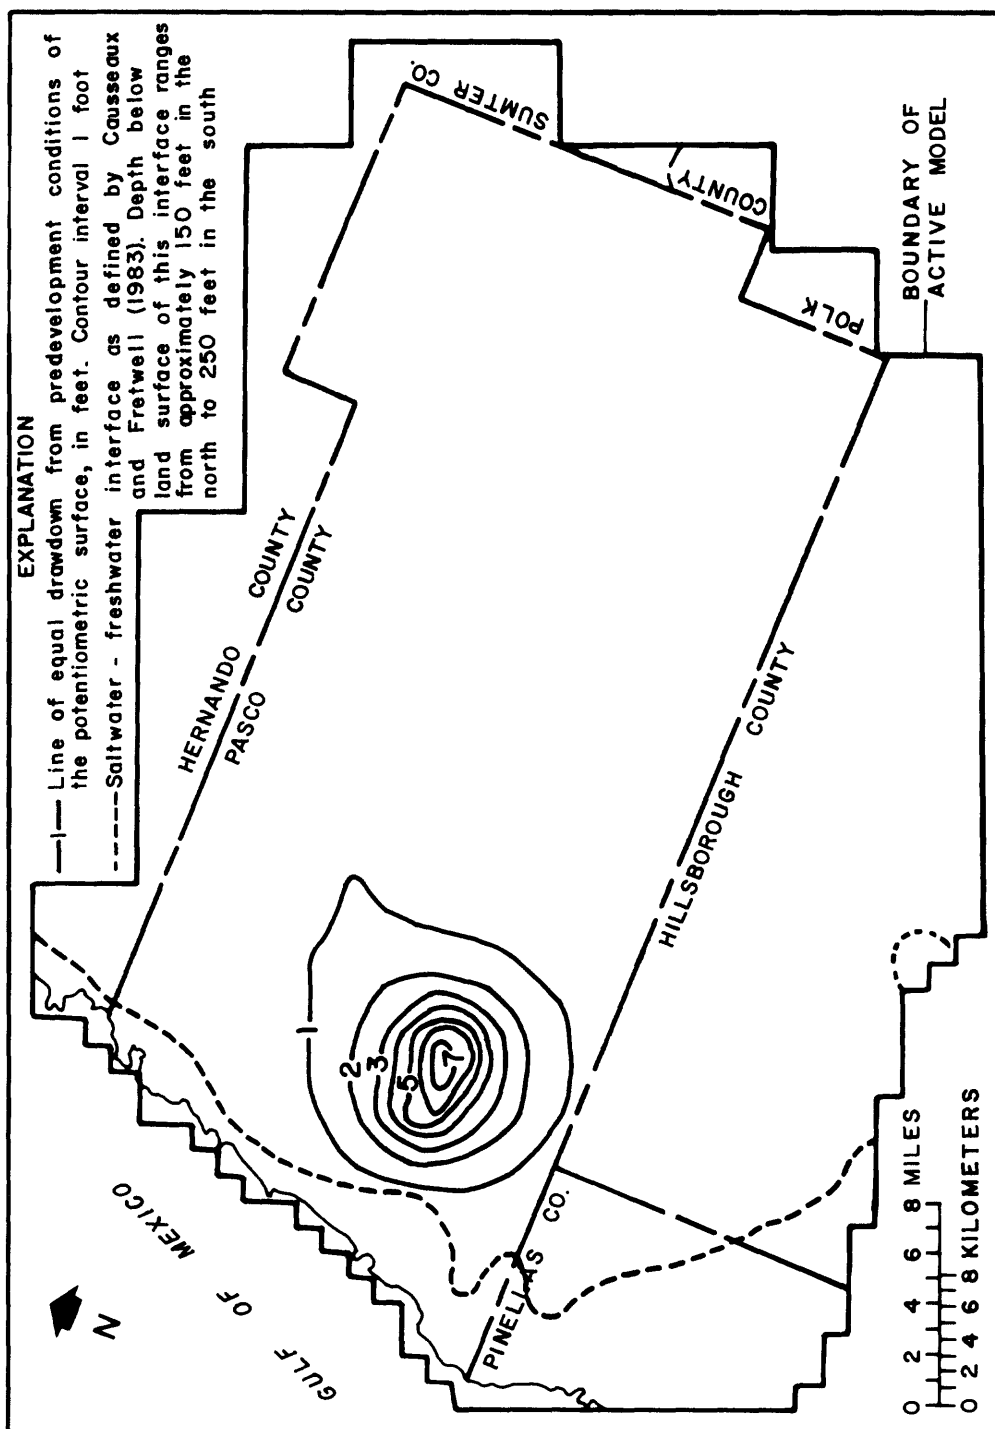 EXPLANATION
—1— Line of equal drawdown from predevelopment conditions of
the potentiometric surface, in feet. Contour interval 1 foot
-----Saltwater - freshwater interface as defined by Causseaux
and Fretwell (1983). Depth below
land surface of this interface ranges
from approximately 150 feet in the
north to 250 feet in the south
HERNANDO COUNTY
PASCO COUNTY
SUMTER CO.
COUNTY
POLK
BOUNDARY OF
ACTIVE MODEL
HILLSBOROUGH COUNTY
PINELLAS CO.
GULF OF MEXICO
N
1
2
3
5
7
0 2 4 6 8 MILES
0 2 4 6 8 KILOMETERS